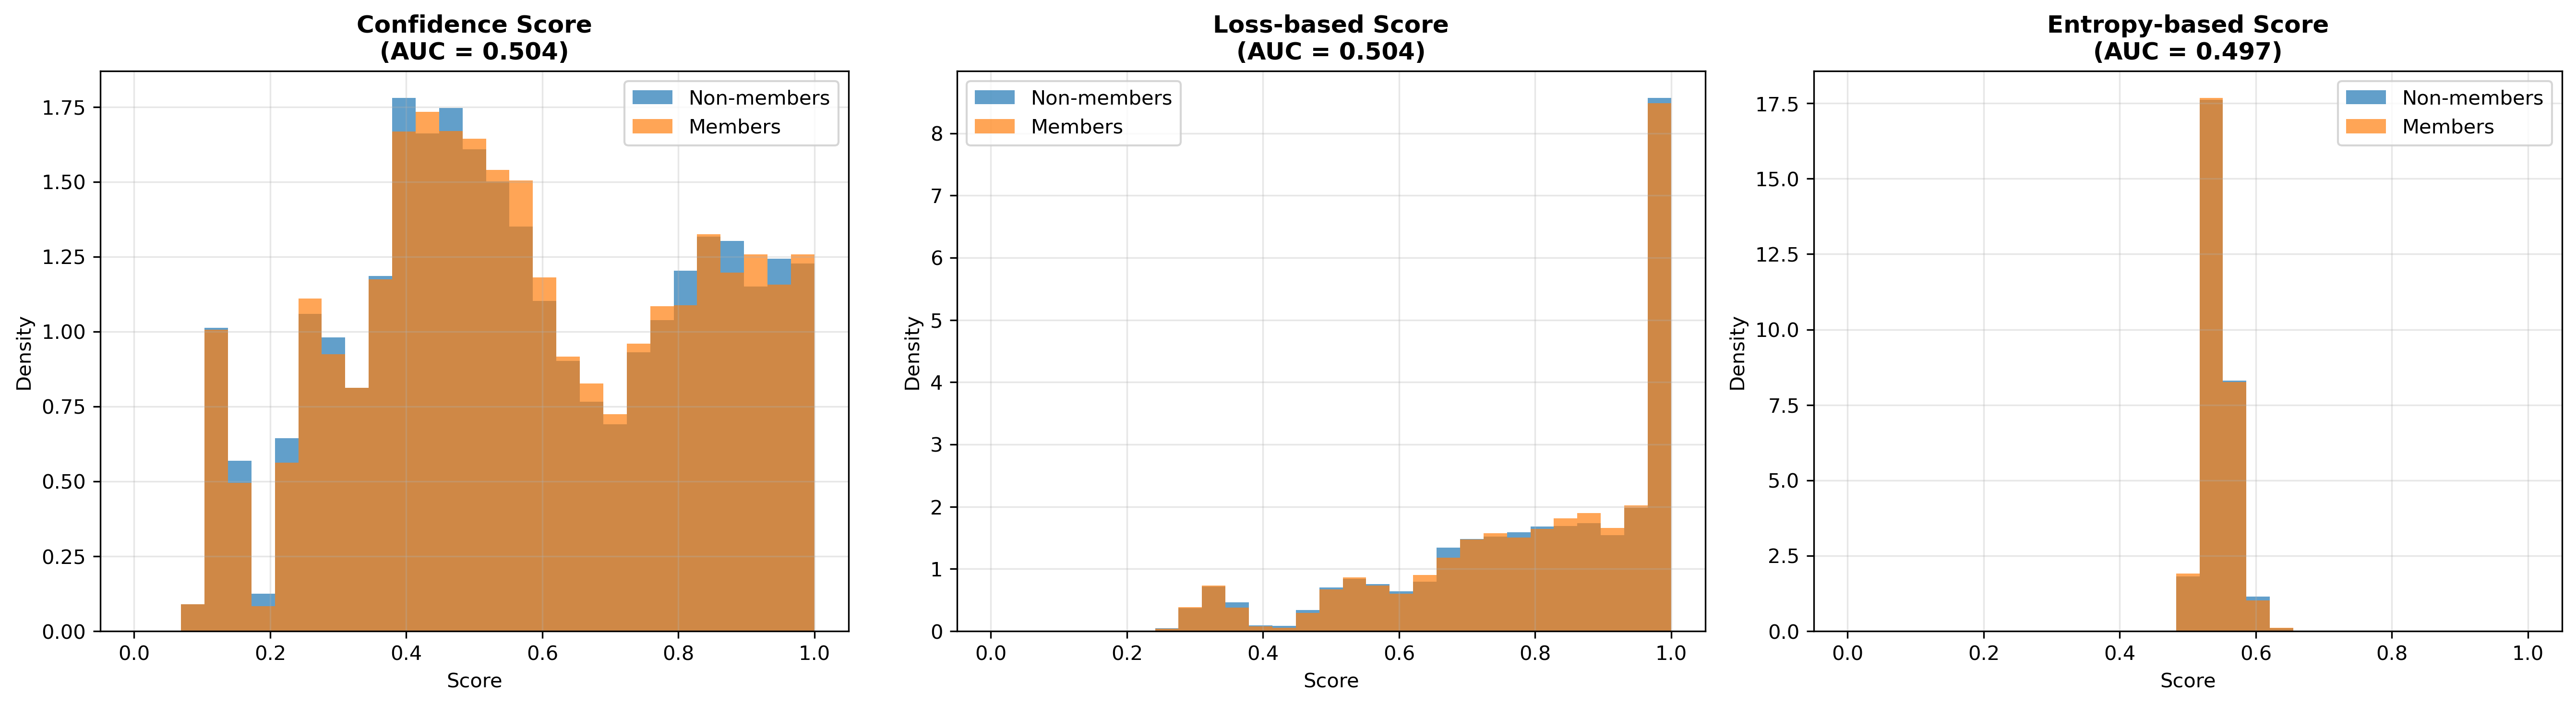 Confidence Score
(AUC = 0.504)
Non-members
Members
1.75
1.50
1.25
1.00
0.75
0.50
0.25
0.00
Density
0.0 0.2 0.4 0.6 0.8 1.0
Score
Loss-based Score
(AUC = 0.504)
Non-members
Members
8
7
6
5
4
3
2
1
0
Density
0.0 0.2 0.4 0.6 0.8 1.0
Score
Entropy-based Score
(AUC = 0.497)
Non-members
Members
17.5
15.0
12.5
10.0
7.5
5.0
2.5
0.0
Density
0.0 0.2 0.4 0.6 0.8 1.0
Score